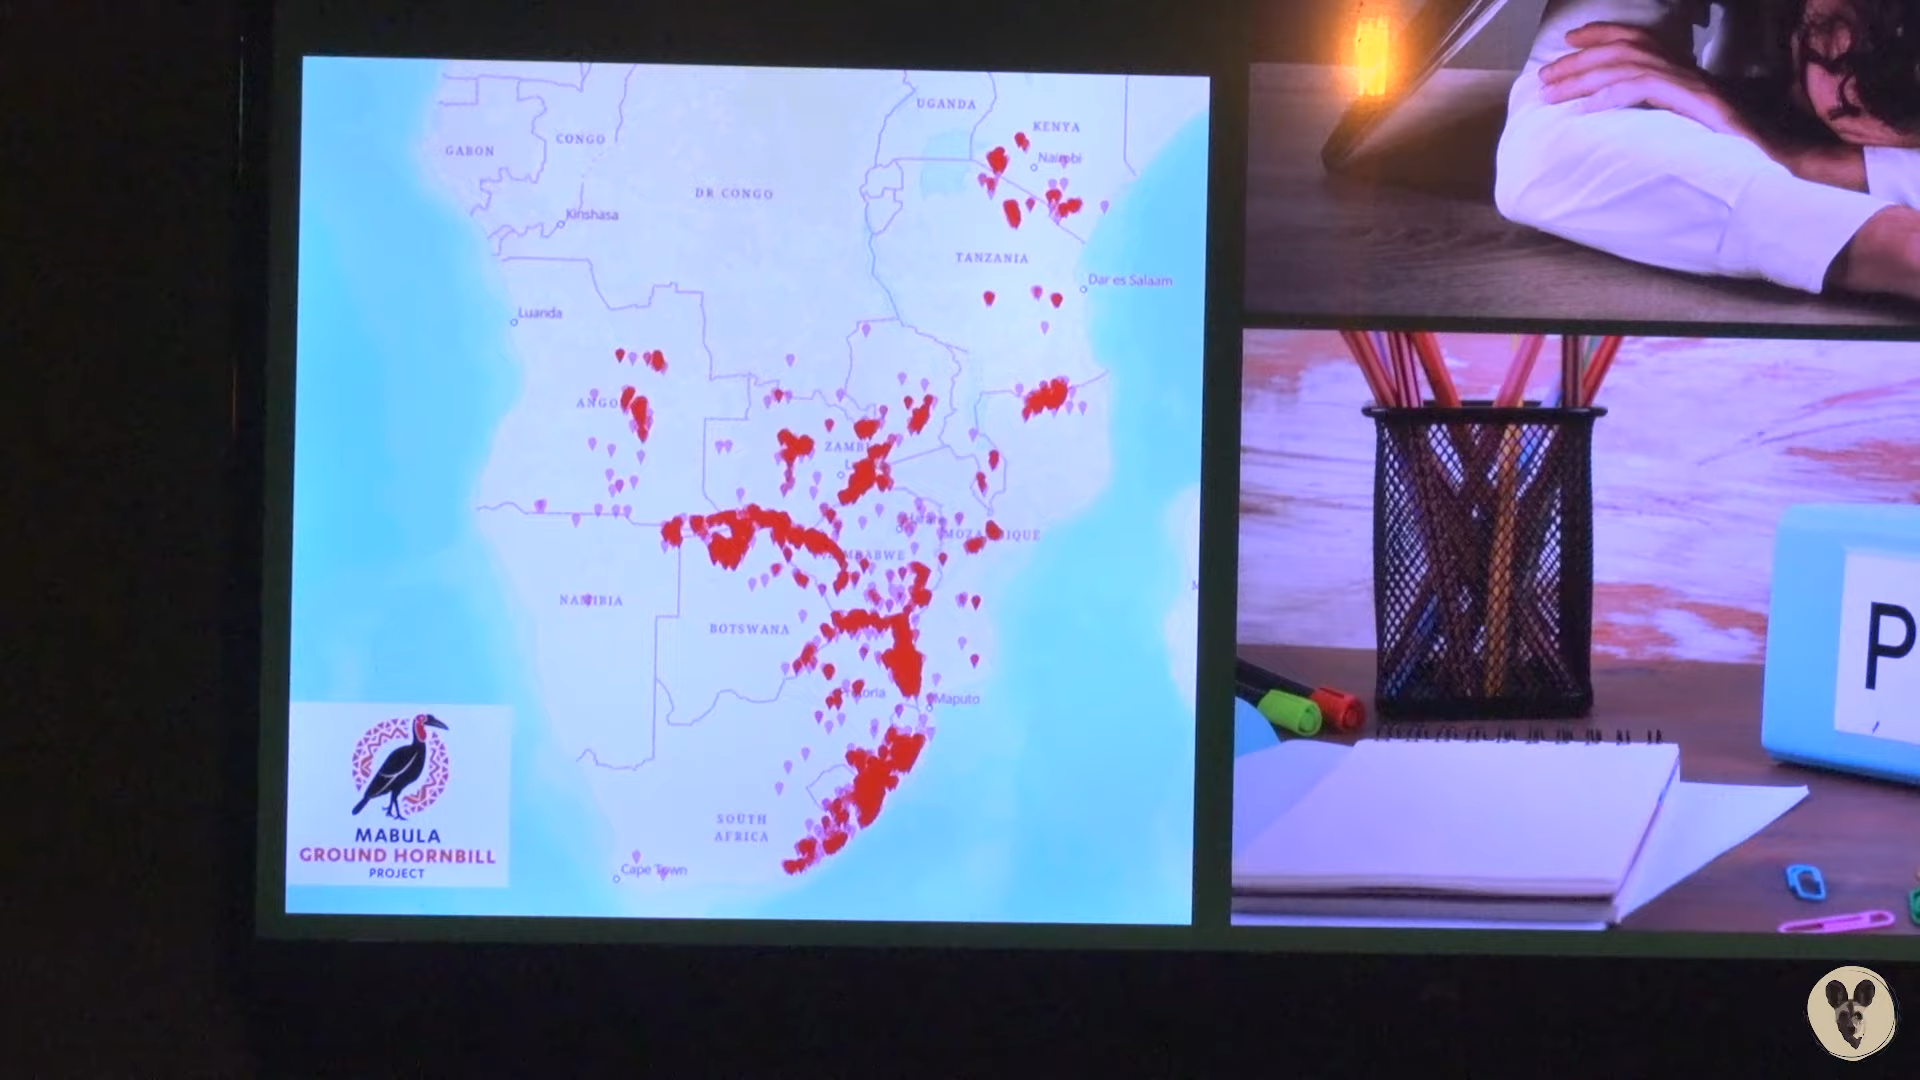 UGANDA
KENYA
GABON
CONGO
Nairobi
DR CONGO
Kinshasa
TANZANIA
Dar es Salaam
Luanda
MOZAMBIQUE
NAMIBIA
BOTSWANA
Maputo
SOUTH
AFRICA
Cape Town
MABULA
GROUND HORNBILL
PROJECT
P